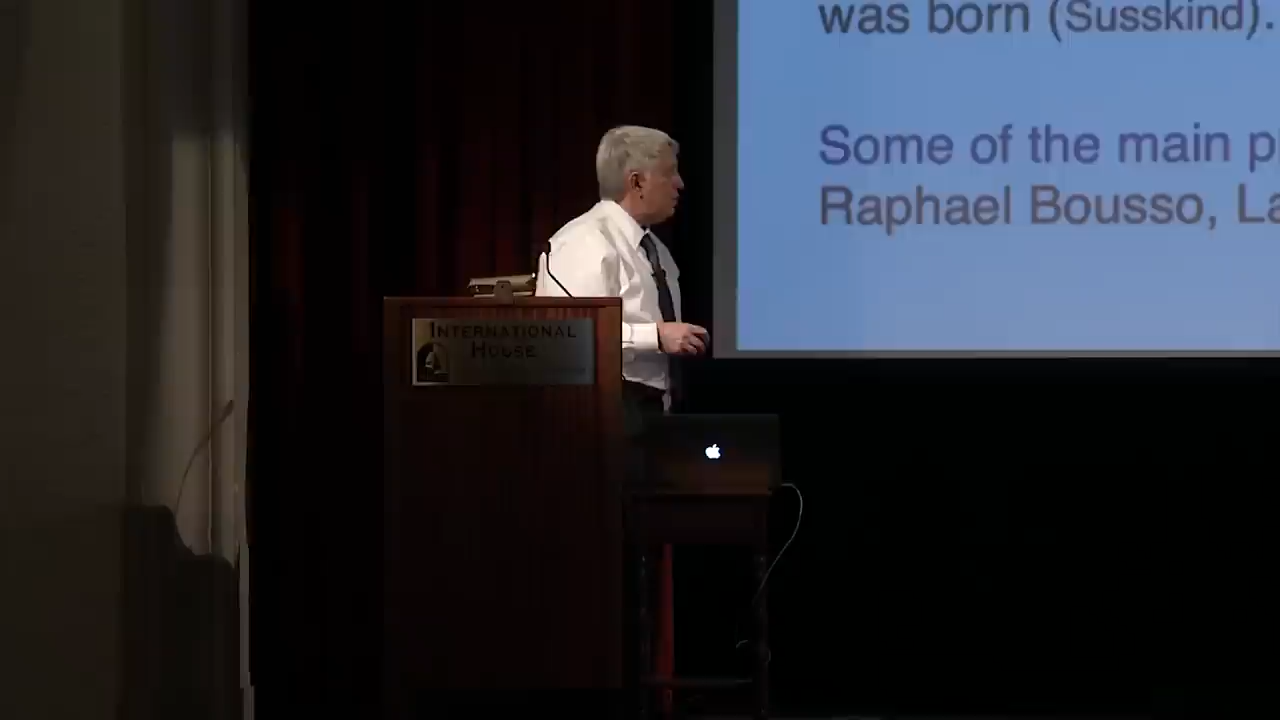 was born (Susskind).
Some of the main p
Raphael Bousso, La
INTERNATIONAL
HOUSE